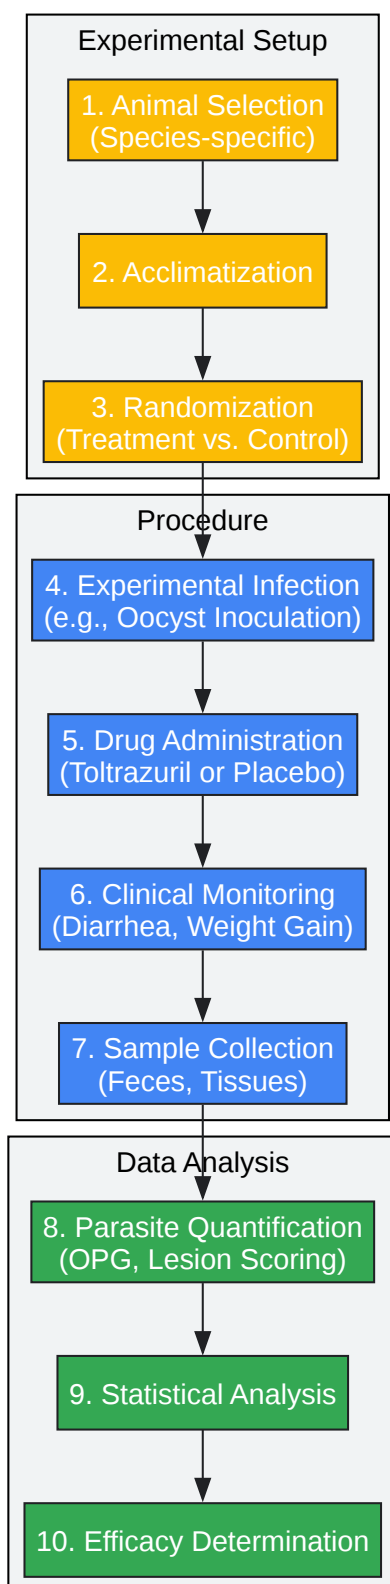 Experimental Setup
1. Animal Selection
(Species-specific)
2. Acclimatization
3. Randomization
(Treatment vs. Control)
Procedure
4. Experimental Infection
(e.g., Oocyst Inoculation)
5. Drug Administration
(Toltrazuril or Placebo)
6. Clinical Monitoring
(Diarrhea, Weight Gain)
7. Sample Collection
(Feces, Tissues)
Data Analysis
8. Parasite Quantification
(OPG, Lesion Scoring)
9. Statistical Analysis
10. Efficacy Determination